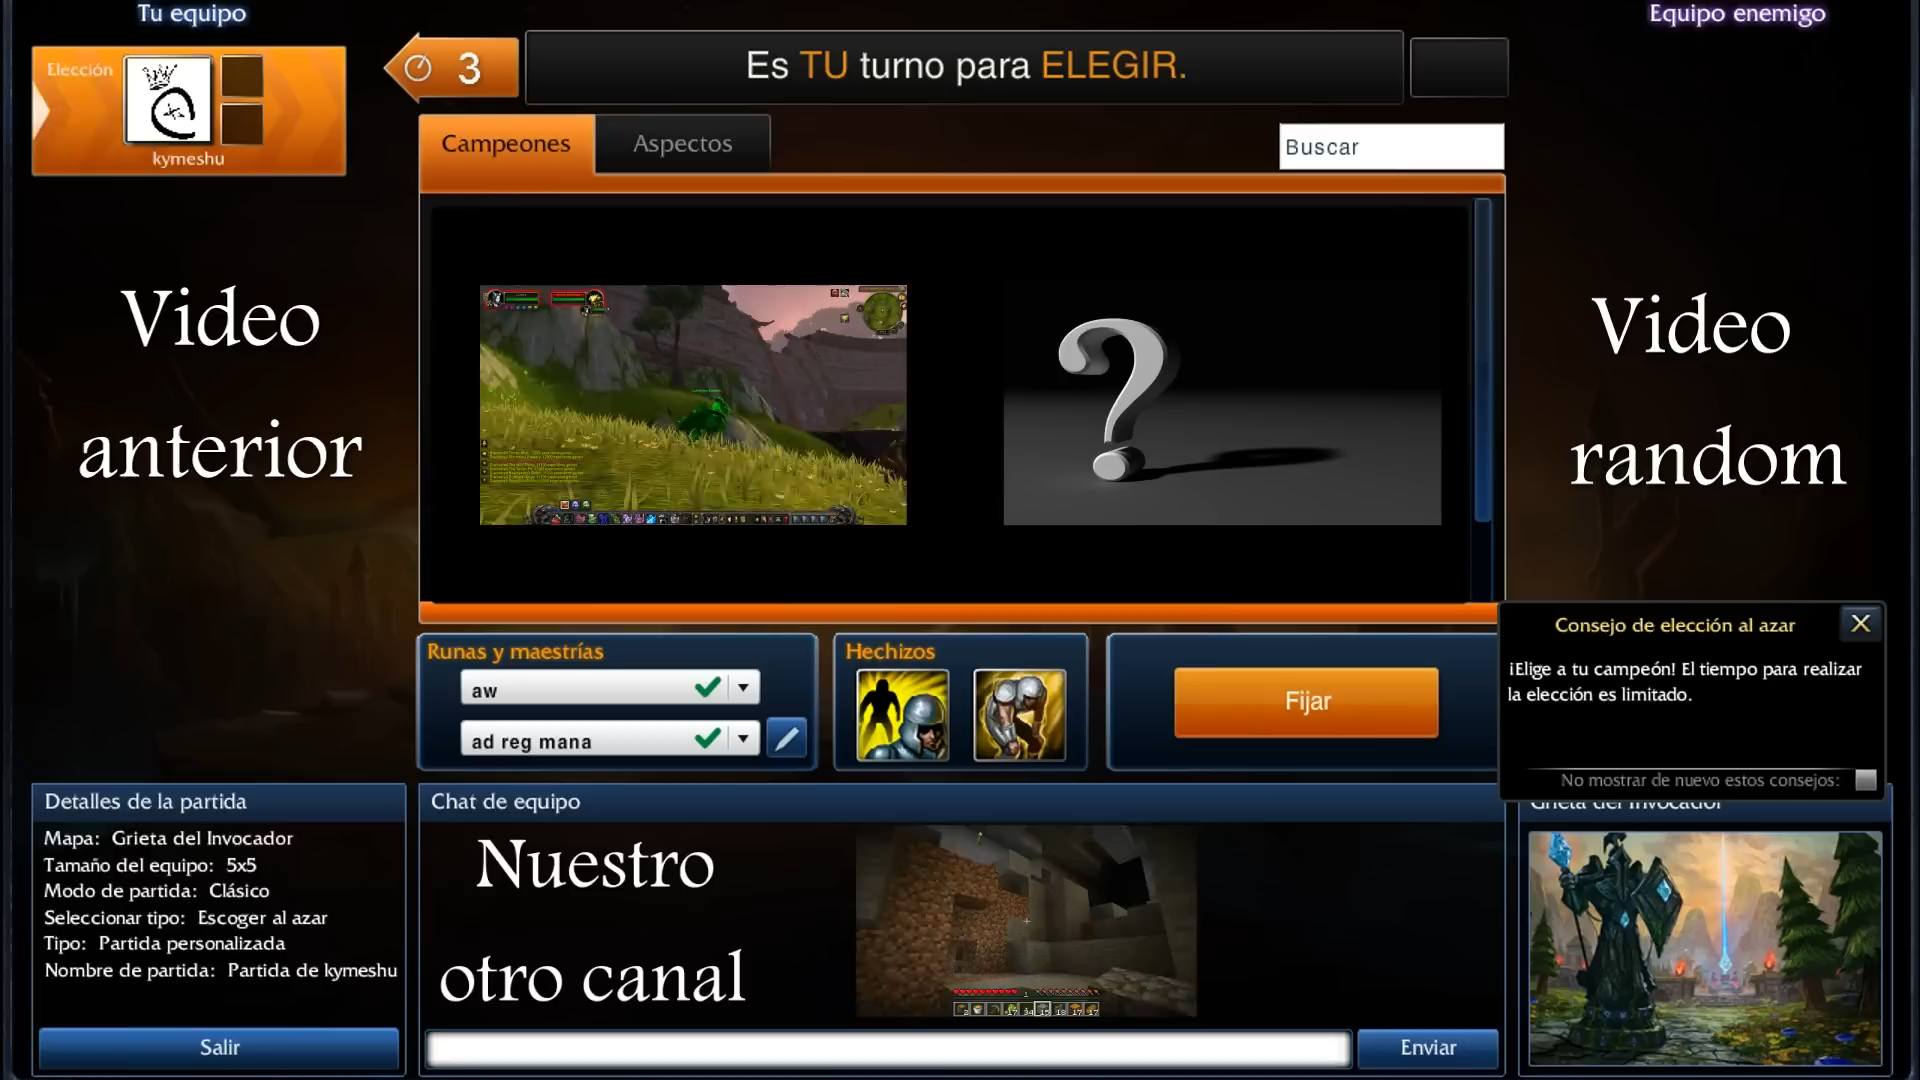 Tu equipo
Equipo enemigo
Elección
kymeshu
3
Es TU turno para ELEGIR.
Campeones
Aspectos
Buscar
Video
anterior
Video
random
Runas y maestrías
aw
ad reg mana
Hechizos
Fijar
Consejo de elección al azar
¡Elige a tu campeón! El tiempo para realizar
la elección es limitado.
No mostrar de nuevo estos consejos:
Detalles de la partida
Mapa: Grieta del Invocador
Tamaño del equipo: 5x5
Modo de partida: Clásico
Seleccionar tipo: Escoger al azar
Tipo: Partida personalizada
Nombre de partida: Partida de kymeshu
Salir
Chat de equipo
Nuestro
otro canal
Enviar
Grieta del Invocador